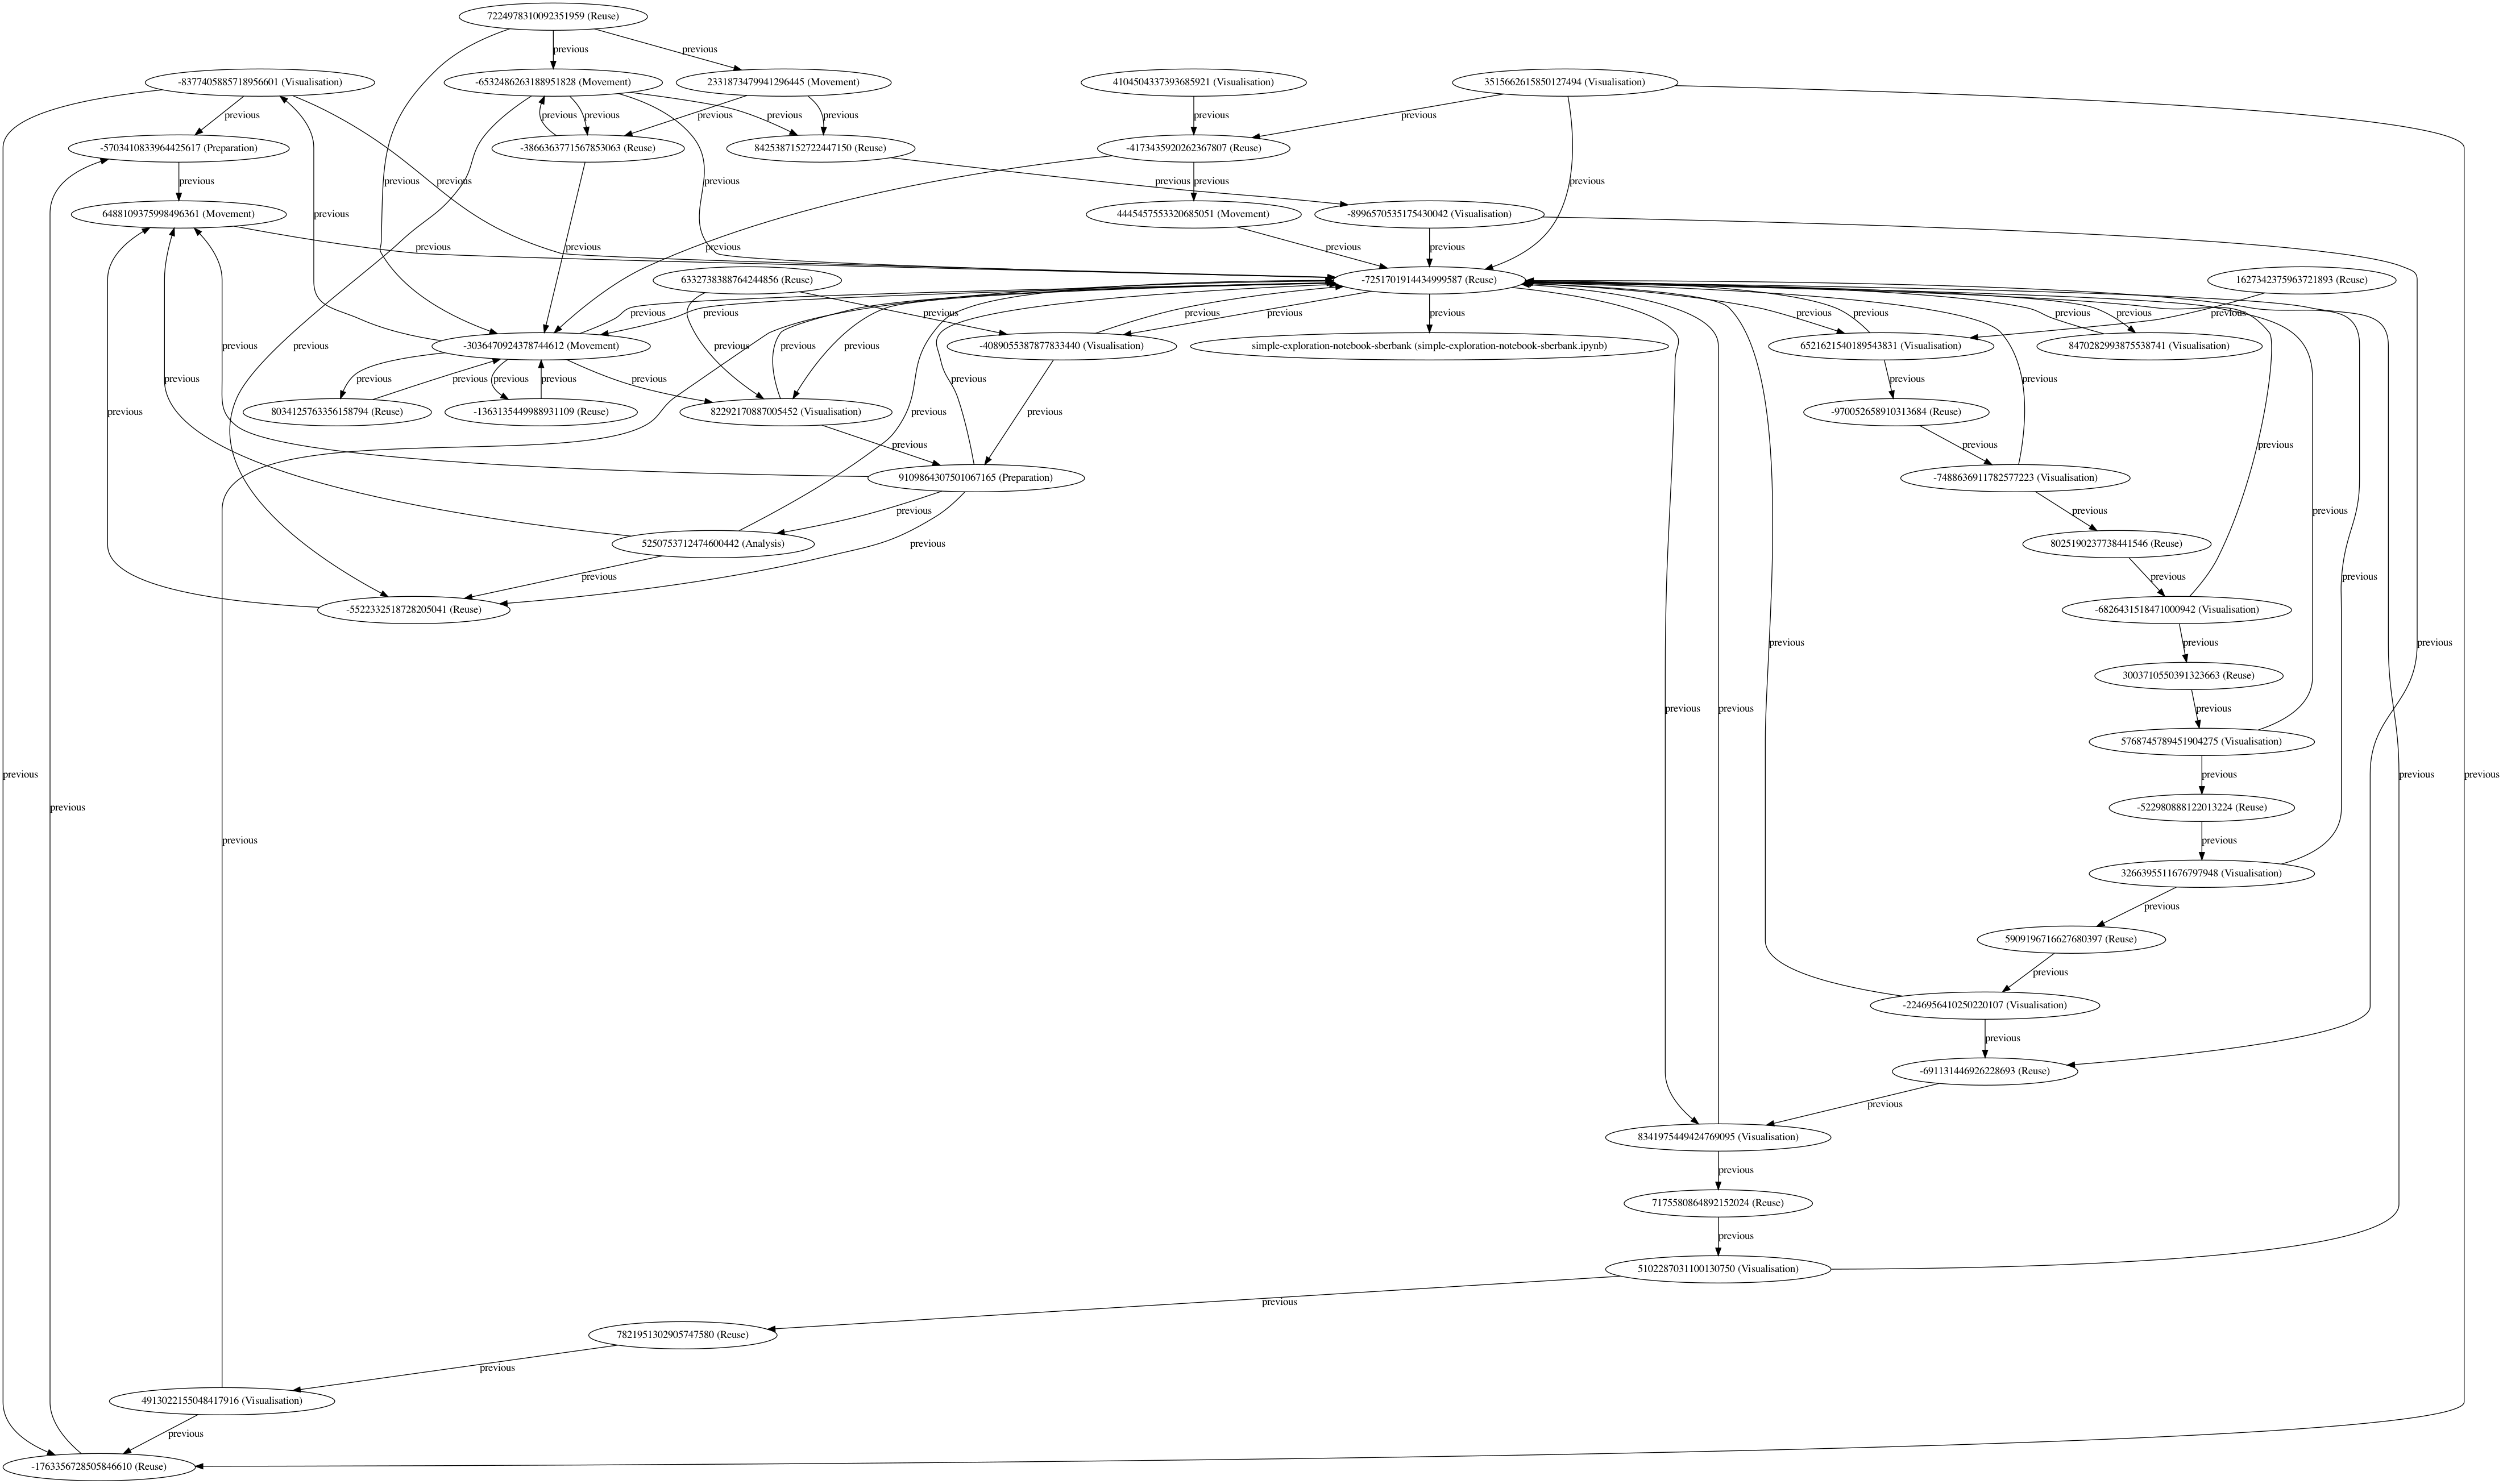 7224978310092351959 (Reuse)
previous
previous
-8377405885718956601 (Visualisation)
-6532486263188951828 (Movement)
2331873479941296445 (Movement)
4104504337393685921 (Visualisation)
3515662615850127494 (Visualisation)
previous
previous
previous
previous
previous
previous
previous
-5703410833964425617 (Preparation)
-3866363771567853063 (Reuse)
8425387152722447150 (Reuse)
-4173435920262367807 (Reuse)
previous
previous
previous
previous
previous
previous
previous
6488109375998496361 (Movement)
4445457553320685051 (Movement)
-8996570535175430042 (Visualisation)
previous
previous
previous
previous
previous
previous
6332738388764244856 (Reuse)
-7251701914434999587 (Reuse)
1627342375963721893 (Reuse)
previous
previous
previous
previous
previous
previous
previous
previous
previous
previous
previous
-3036470924378744612 (Movement)
-4089055387877833440 (Visualisation)
simple-exploration-notebook-sberbank (simple-exploration-notebook-sberbank.ipynb)
6521621540189543831 (Visualisation)
8470282993875538741 (Visualisation)
previous
previous
previous
previous
previous
previous
previous
previous
previous
previous
previous
previous
previous
8034125763356158794 (Reuse)
-1363135449988931109 (Reuse)
82292170887005452 (Visualisation)
-970052658910313684 (Reuse)
previous
previous
previous
previous
9109864307501067165 (Preparation)
-7488636911782577223 (Visualisation)
previous
previous
previous
5250753712474600442 (Analysis)
8025190237738441546 (Reuse)
previous
previous
previous
-5522332518728205041 (Reuse)
-6826431518471000942 (Visualisation)
previous
previous
previous
3003710550391323663 (Reuse)
previous
previous
previous
5768745789451904275 (Visualisation)
previous
previous
previous
previous
previous
-522980888122013224 (Reuse)
previous
previous
3266395511676797948 (Visualisation)
previous
5909196716627680397 (Reuse)
previous
-2246956410250220107 (Visualisation)
previous
-691131446926228693 (Reuse)
previous
8341975449424769095 (Visualisation)
previous
7175580864892152024 (Reuse)
previous
5102287031100130750 (Visualisation)
previous
7821951302905747580 (Reuse)
previous
4913022155048417916 (Visualisation)
previous
-1763356728505846610 (Reuse)